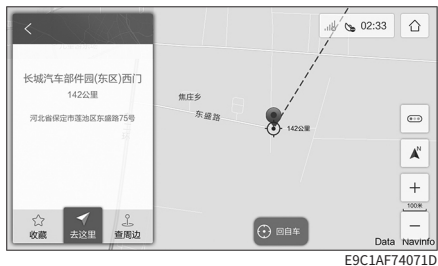 02:33
长城汽车部件园(东区)西门
142公里
河北省保定市莲池区东盛路75号
焦庄乡
东盛路
142公里
N
100米
收藏
去这里
查周边
回自车
Data Navinfo
E9C1AF74071D